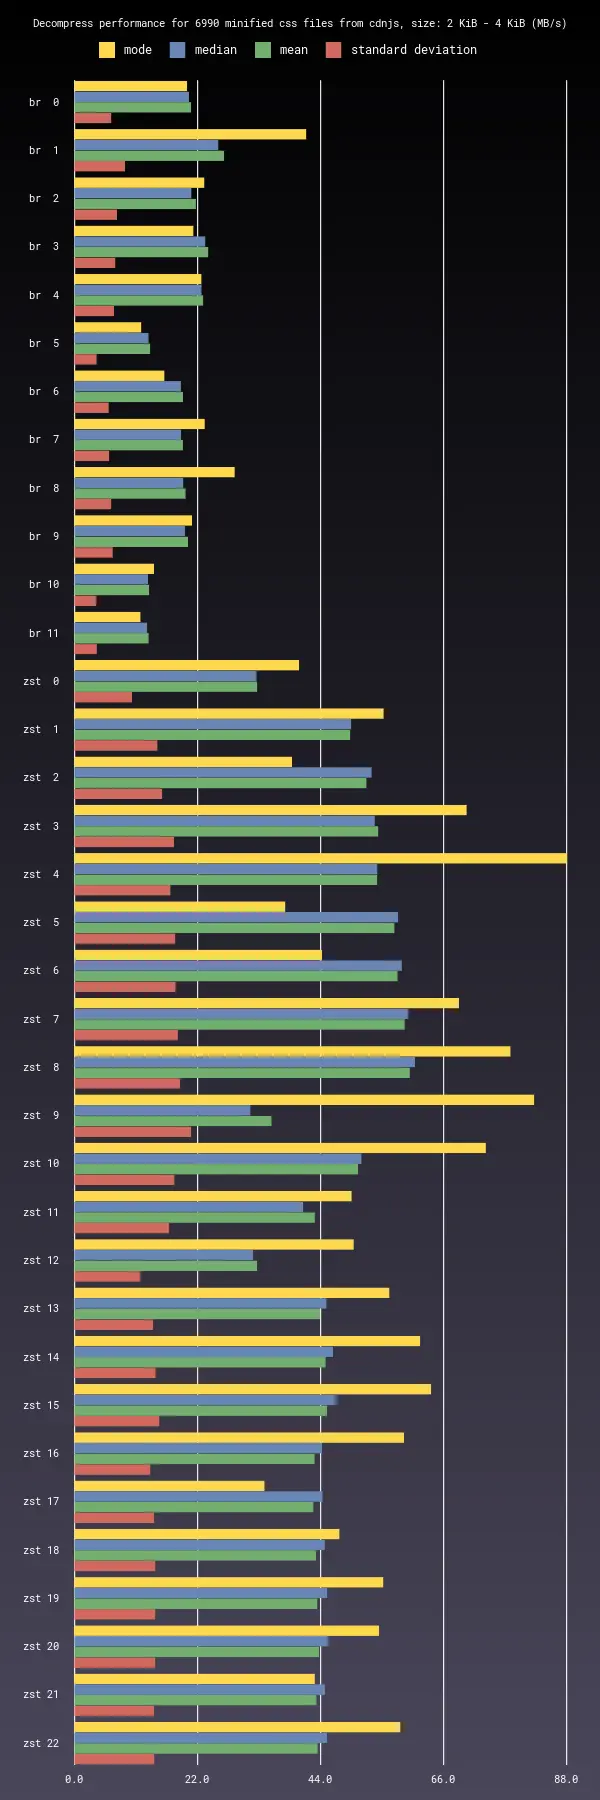 Decompress performance for 6990 minified css files from cdnjs, size: 2 KiB - 4 KiB (MB/s)
mode median mean standard deviation
br 0
br 1
br 2
br 3
br 4
br 5
br 6
br 7
br 8
br 9
br 10
br 11
zst 0
zst 1
zst 2
zst 3
zst 4
zst 5
zst 6
zst 7
zst 8
zst 9
zst 10
zst 11
zst 12
zst 13
zst 14
zst 15
zst 16
zst 17
zst 18
zst 19
zst 20
zst 21
zst 22
0.0 22.0 44.0 66.0 88.0